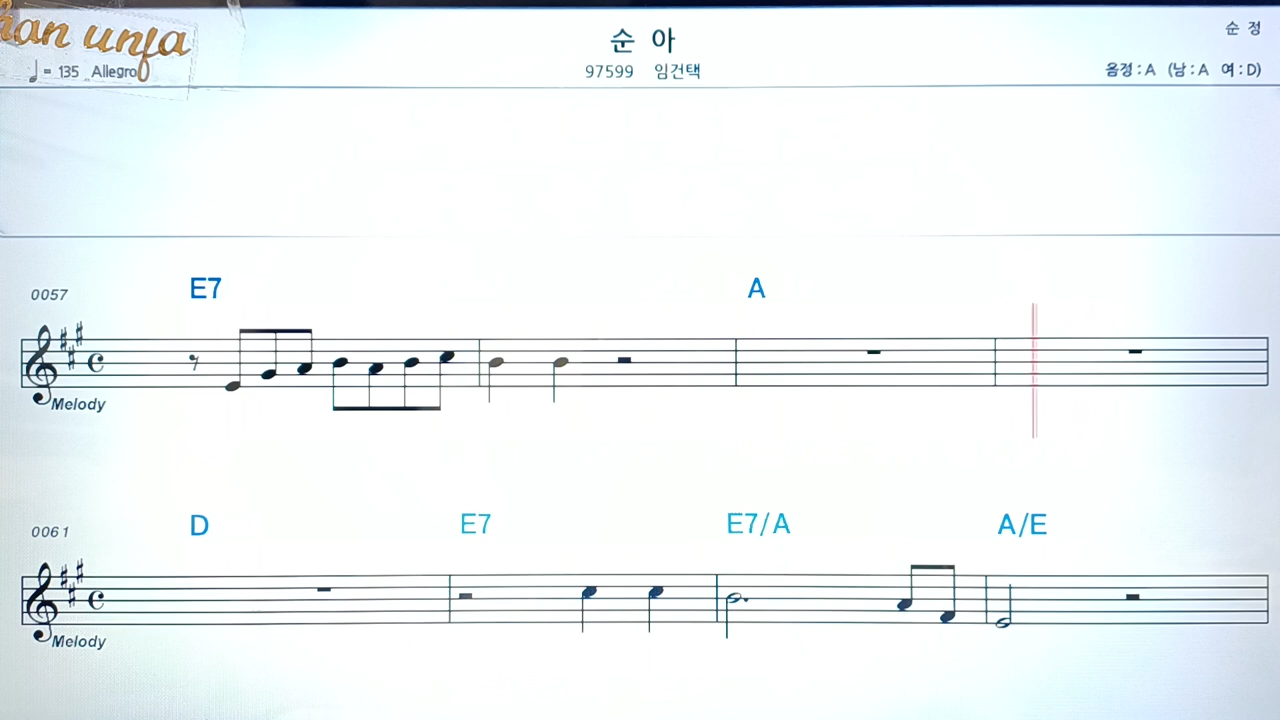 han unfa
순 아
순 정
♩ = 135 Allegro
97599 임건택
음정 : A (남 : A 여 : D)
0057
E7 A
Melody
0061
D E7 E7/A A/E
Melody